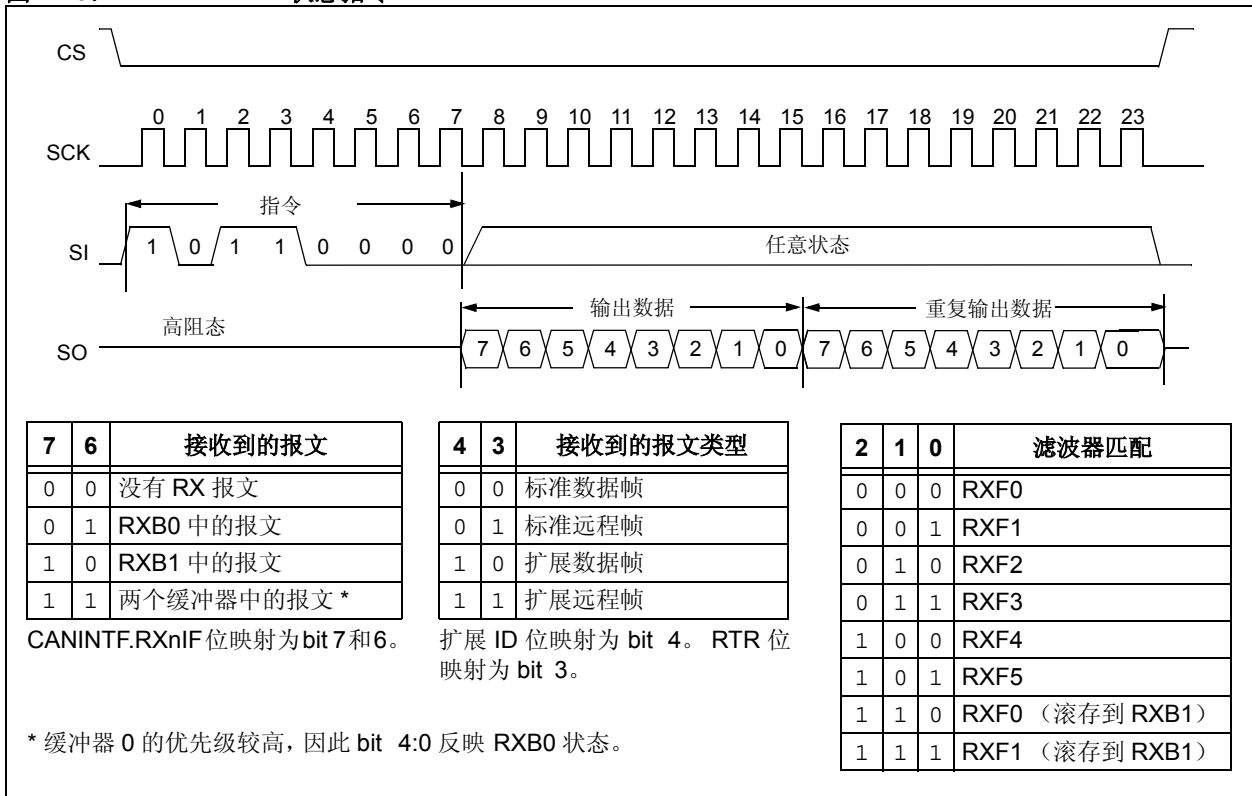 CS
0 1 2 3 4 5 6 7 8 9 10 11 12 13 14 15 16 17 18 19 20 21 22 23
SCK
指令
SI 1 0 1 1 0 0 0 0 任意状态
输出数据 重复输出数据
高阻态
SO 7 6 5 4 3 2 1 0 7 6 5 4 3 2 1 0
7 6 接收到的报文
0 0 没有 RX 报文
0 1 RXB0 中的报文
1 0 RXB1 中的报文
1 1 两个缓冲器中的报文 *
CANINTF.RXnIF位映射为bit 7和6。
4 3 接收到的报文类型
0 0 标准数据帧
0 1 标准远程帧
1 0 扩展数据帧
1 1 扩展远程帧
扩展 ID 位映射为 bit 4。 RTR 位
映射为 bit 3。
2 1 0 滤波器匹配
0 0 0 RXF0
0 0 1 RXF1
0 1 0 RXF2
0 1 1 RXF3
1 0 0 RXF4
1 0 1 RXF5
1 1 0 RXF0 （滚存到 RXB1）
1 1 1 RXF1 （滚存到 RXB1）
* 缓冲器 0 的优先级较高，因此 bit 4:0 反映 RXB0 状态。